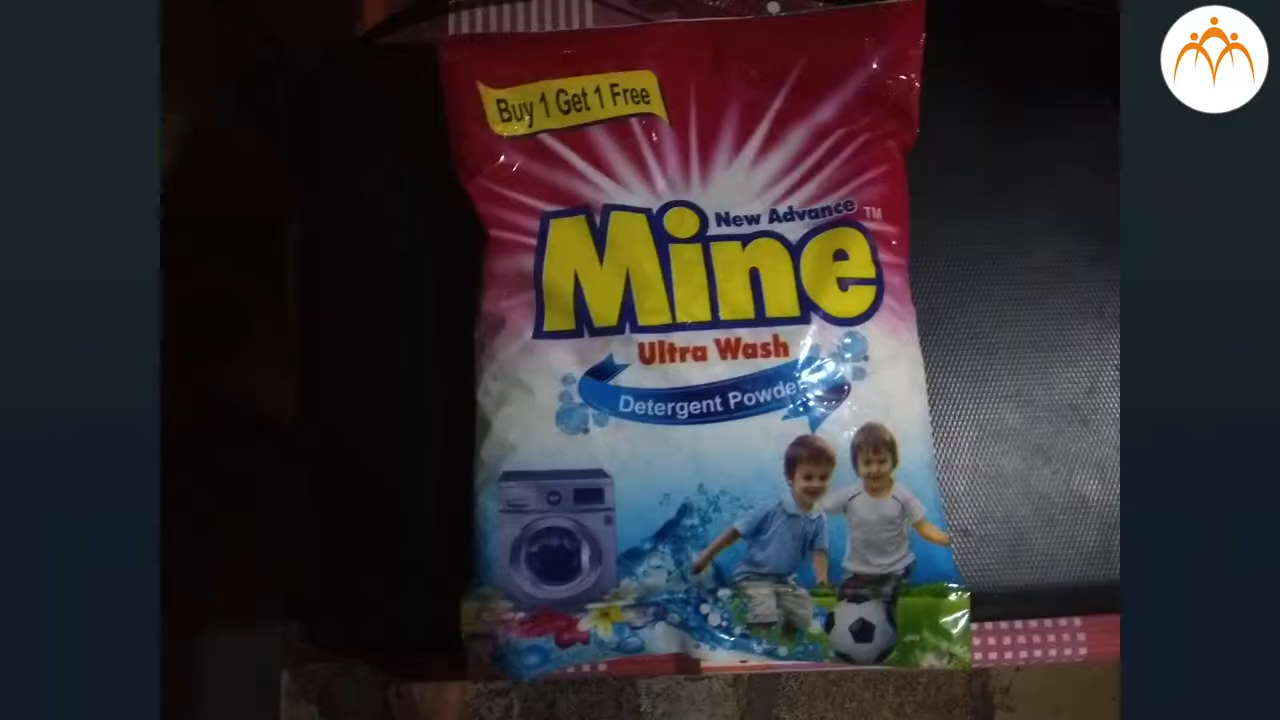 Buy 1 Get 1 Free
New Advance
Mine TM
Ultra Wash
Detergent Powder